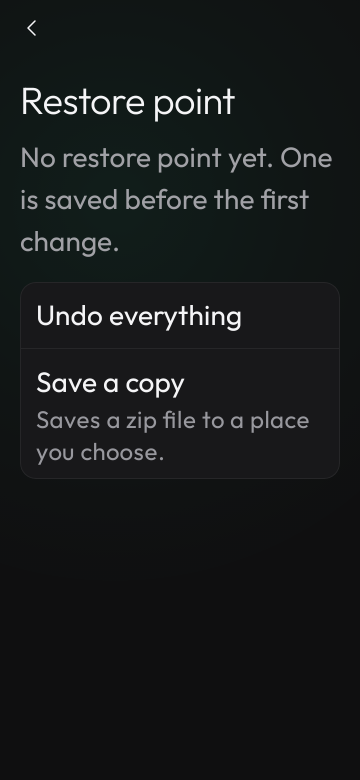 Restore point
No restore point yet. One
is saved before the first
change.
Undo everything
Save a copy
Saves a zip file to a place
you choose.